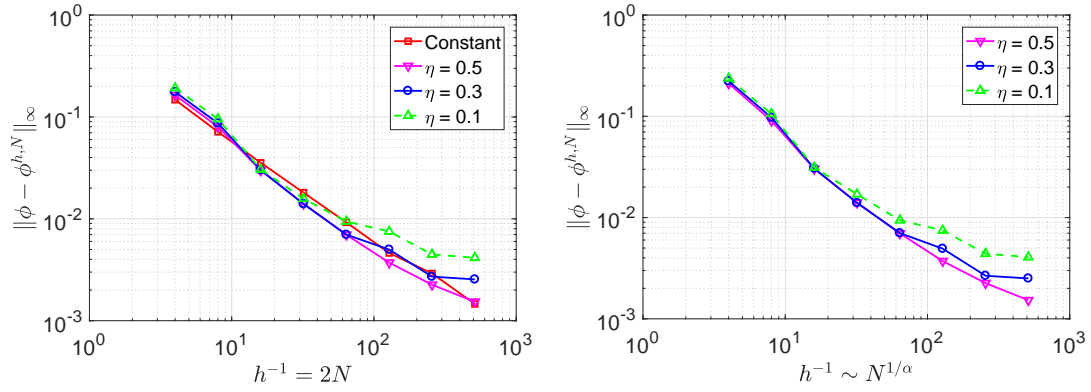 10^0
10^{-1}
10^{-2}
10^{-3}
‖ϕ − ϕ^{h,N}‖_∞
Constant
η = 0.5
η = 0.3
η = 0.1
10^0 10^1 10^2 10^3
h^{−1} = 2N
10^0
10^{-1}
10^{-2}
10^{-3}
‖ϕ − ϕ^{h,N}‖_∞
η = 0.5
η = 0.3
η = 0.1
10^0 10^1 10^2 10^3
h^{−1} ∼ N^{1/α}